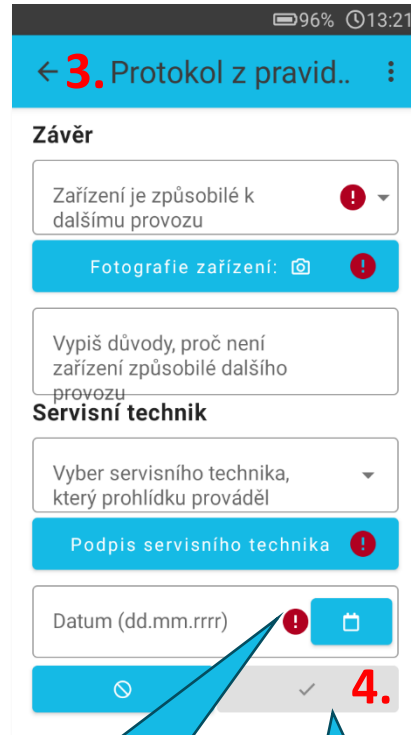 96% 13:21
3. Protokol z pravid..
Závěr
Zařízení je způsobilé k
dalšímu provozu
Fotografie zařízení:
Vypiš důvody, proč není
zařízení způsobilé dalšího
provozu
Servisní technik
Vyber servisního technika,
který prohlídku prováděl
Podpis servisního technika
Datum (dd.mm.rrrr)
4.